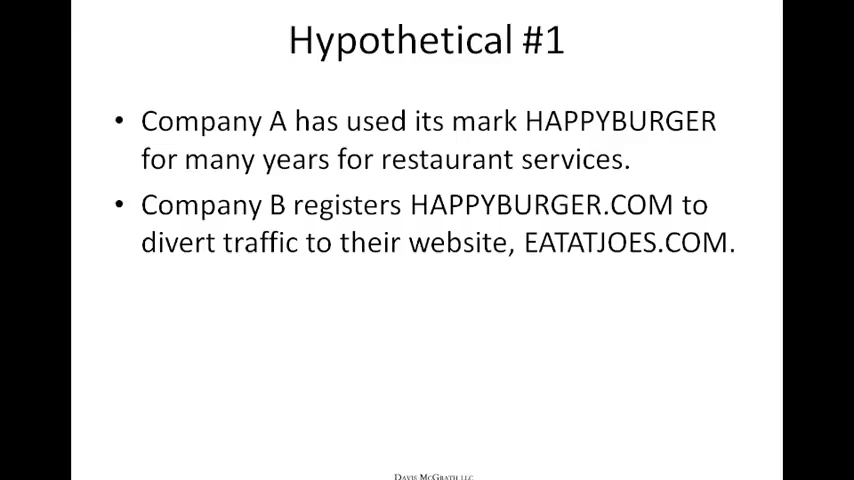 Hypothetical #1
• Company A has used its mark HAPPYBURGER
for many years for restaurant services.
• Company B registers HAPPYBURGER.COM to
divert traffic to their website, EATATJOES.COM.
DAVIS MCGRATH LLC